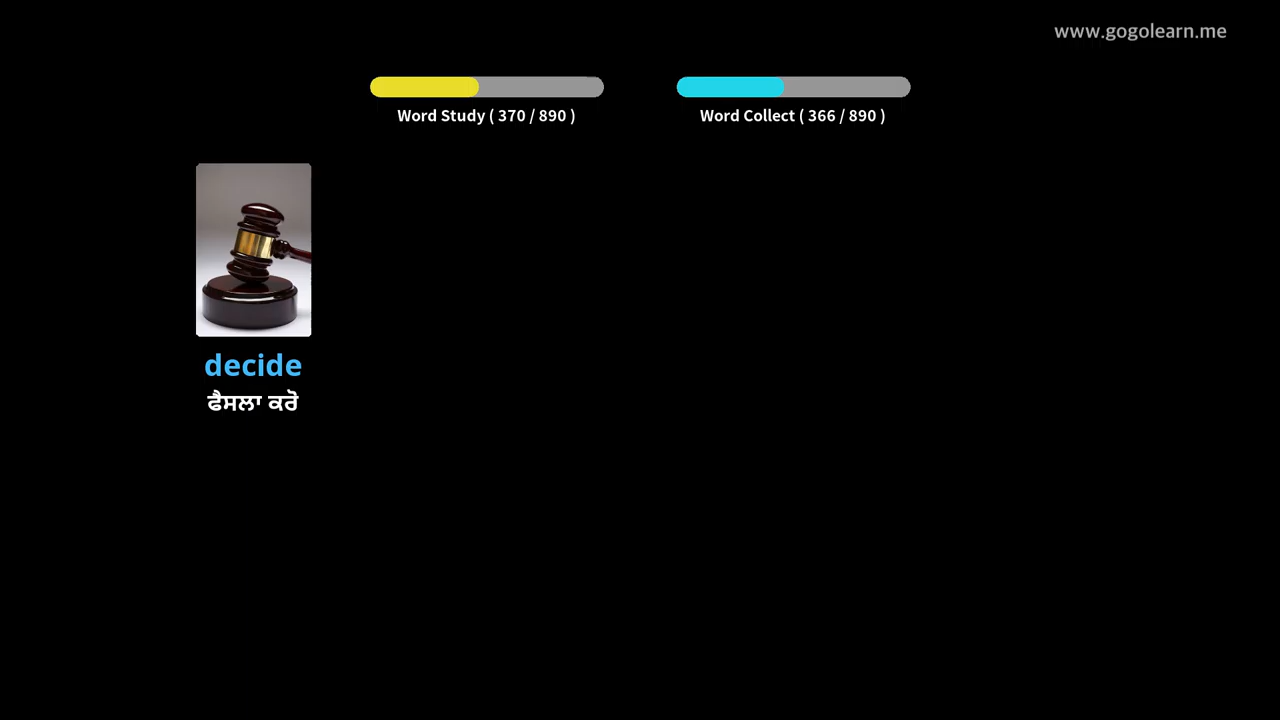 www.gogolearn.me
Word Study ( 370 / 890 )
Word Collect ( 366 / 890 )
decide
ਫੈਸਲਾ ਕਰੋ